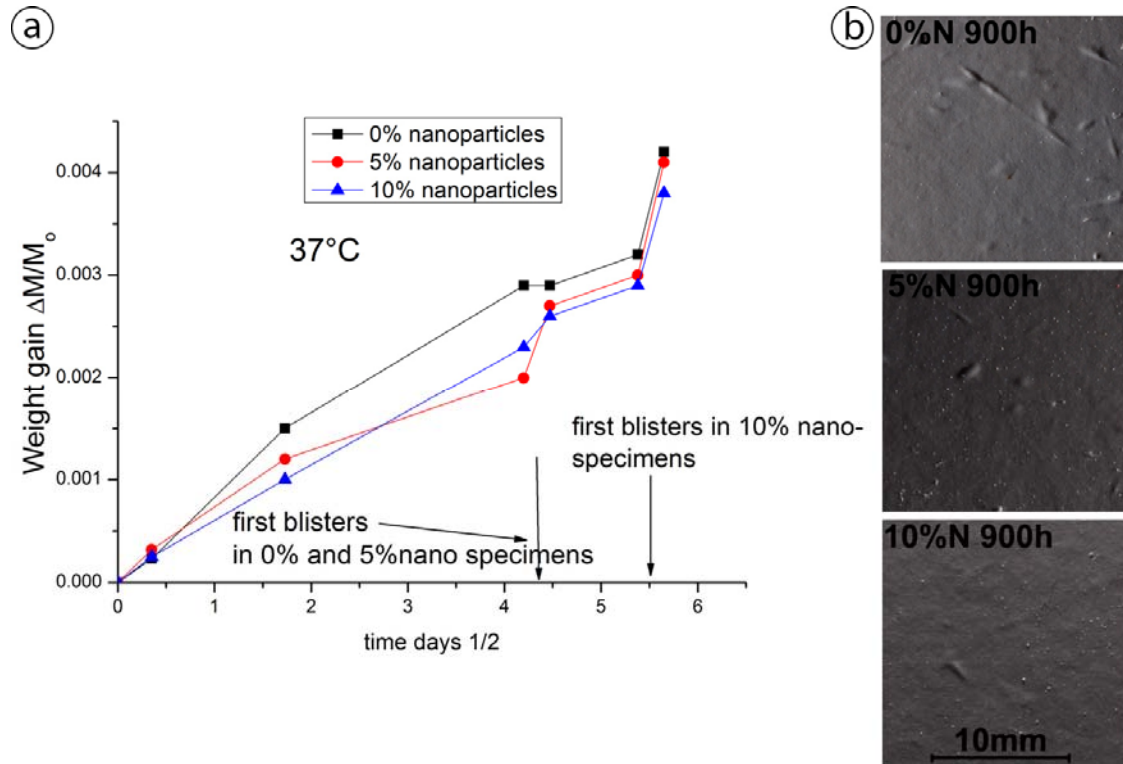 a
b
0% nanoparticles
5% nanoparticles
10% nanoparticles
37°C
Weight gain ΔM/M₀
0.004
0.003
0.002
0.001
0.000
first blisters in 10% nano-
specimens
first blisters
in 0% and 5%nano specimens
0 1 2 3 4 5 6
time days 1/2
0%N 900h
5%N 900h
10%N 900h
10mm